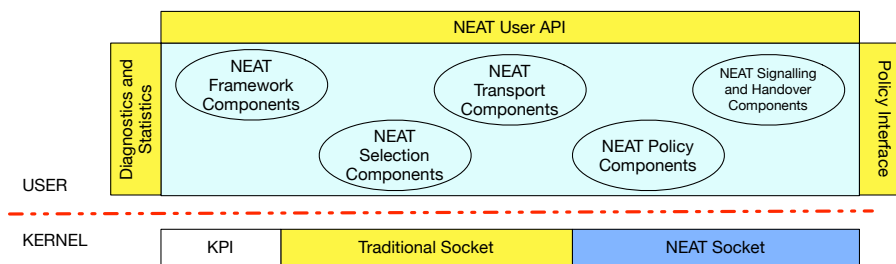 NEAT User API
Diagnostics and
Statistics
NEAT
Framework
Components
NEAT
Transport
Components
NEAT Signalling
and Handover
Components
NEAT
Selection
Components
NEAT Policy
Components
Policy Interface
USER
KERNEL
KPI
Traditional Socket
NEAT Socket